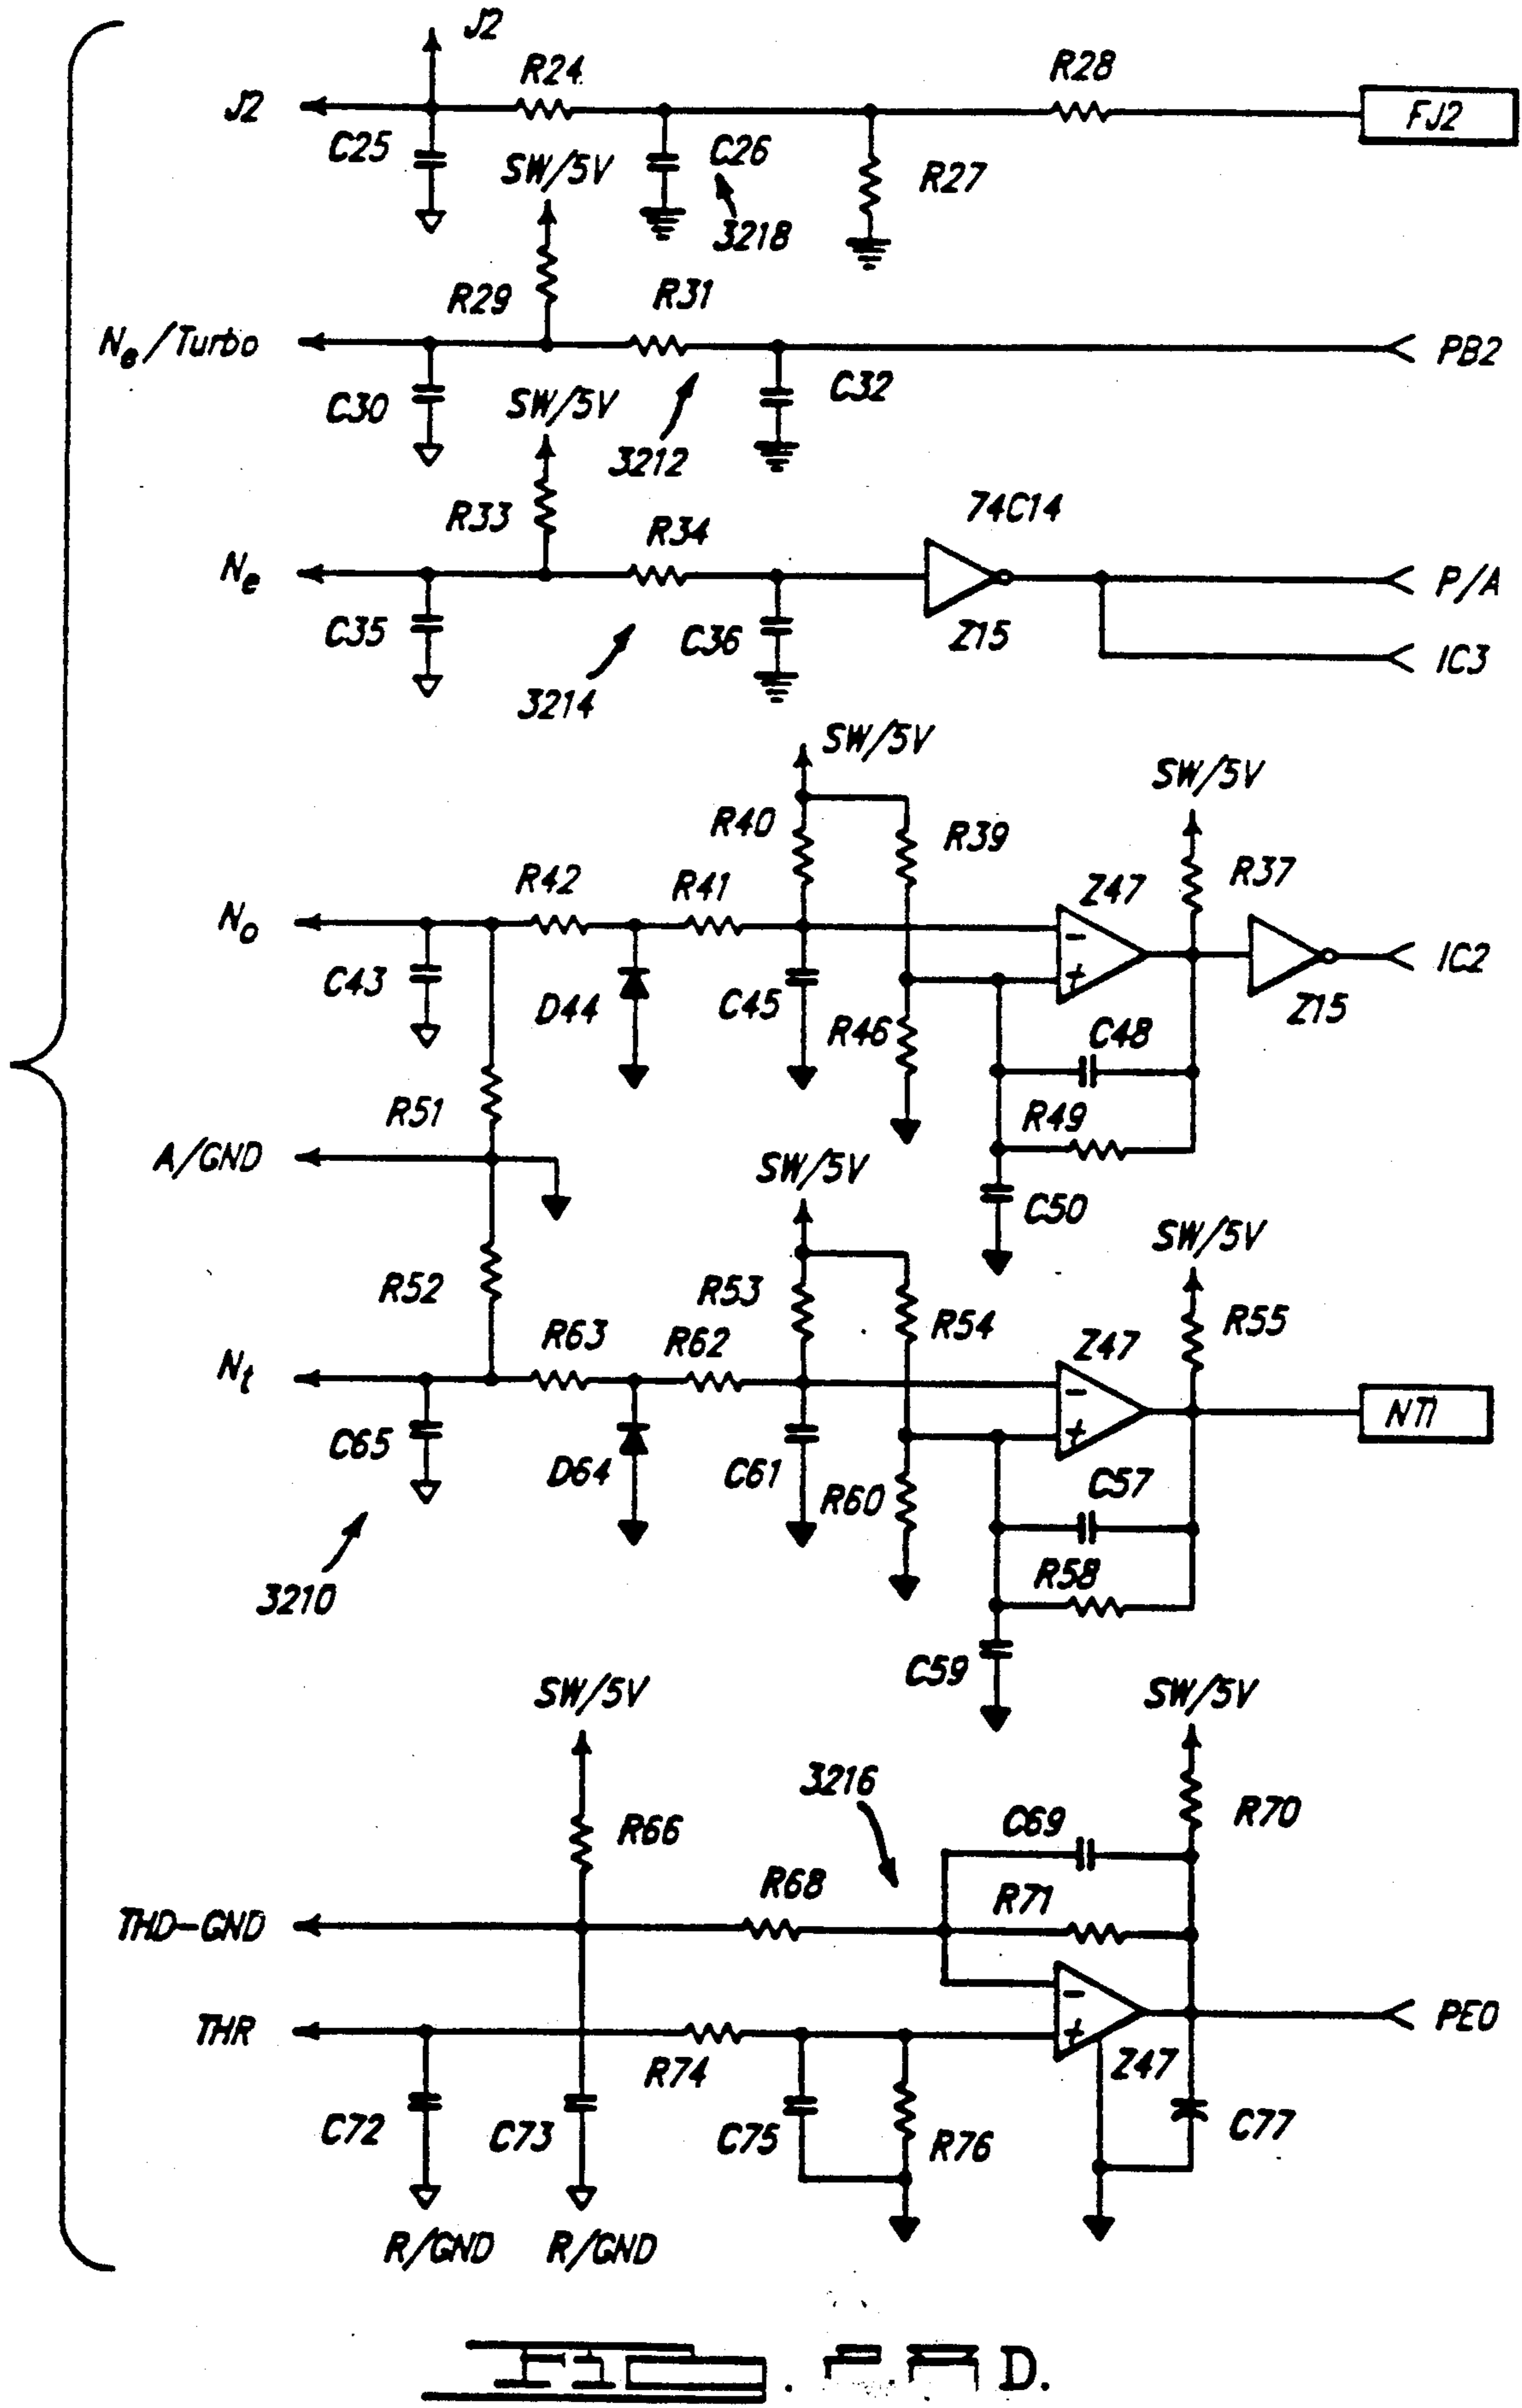 J2
R24
R28
J2
FJ2
C25
C26
R27
SW/5V
3218
R29
R31
Ne/Turbo
PB2
C30
SW/5V
C32
3212
R33
R34
74C14
Ne
P/A
C35
C36
Z15
IC3
3214
SW/5V
SW/5V
R40
R39
R42
R41
Z47
R37
No
-
IC2
C43
D44
C45
+
Z15
R46
C48
R51
R49
A/GND
SW/5V
C50
SW/5V
R52
R53
R54
R55
R63
R62
Z47
Nt
-
NTI
C65
D64
C61
+
R60
C57
3210
R58
C59
SW/5V
SW/5V
3216
R66
C69
R70
R68
R71
THD-GND
-
THR
+
PE0
R74
Z47
C72
C73
C75
R76
C77
R/GND
R/GND
D.